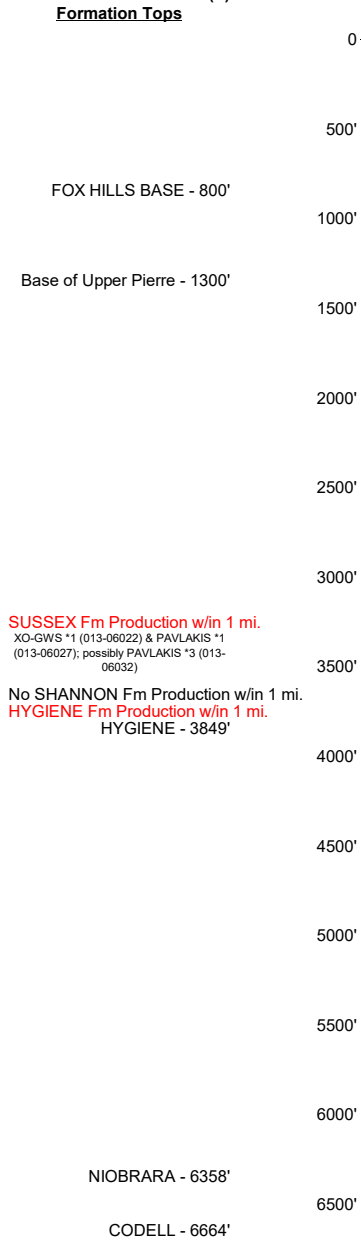 Formation Tops
0
500'
FOX HILLS BASE - 800'
1000'
Base of Upper Pierre - 1300'
1500'
2000'
2500'
3000'
SUSSEX Fm Production w/in 1 mi.
XO-GWS *1 (013-06022) & PAVLAKIS *1
(013-06027); possibly PAVLAKIS *3 (013-
06032)
3500'
No SHANNON Fm Production w/in 1 mi.
HYGIENE Fm Production w/in 1 mi.
HYGIENE - 3849'
4000'
4500'
5000'
5500'
6000'
NIOBRARA - 6358'
6500'
CODELL - 6664'